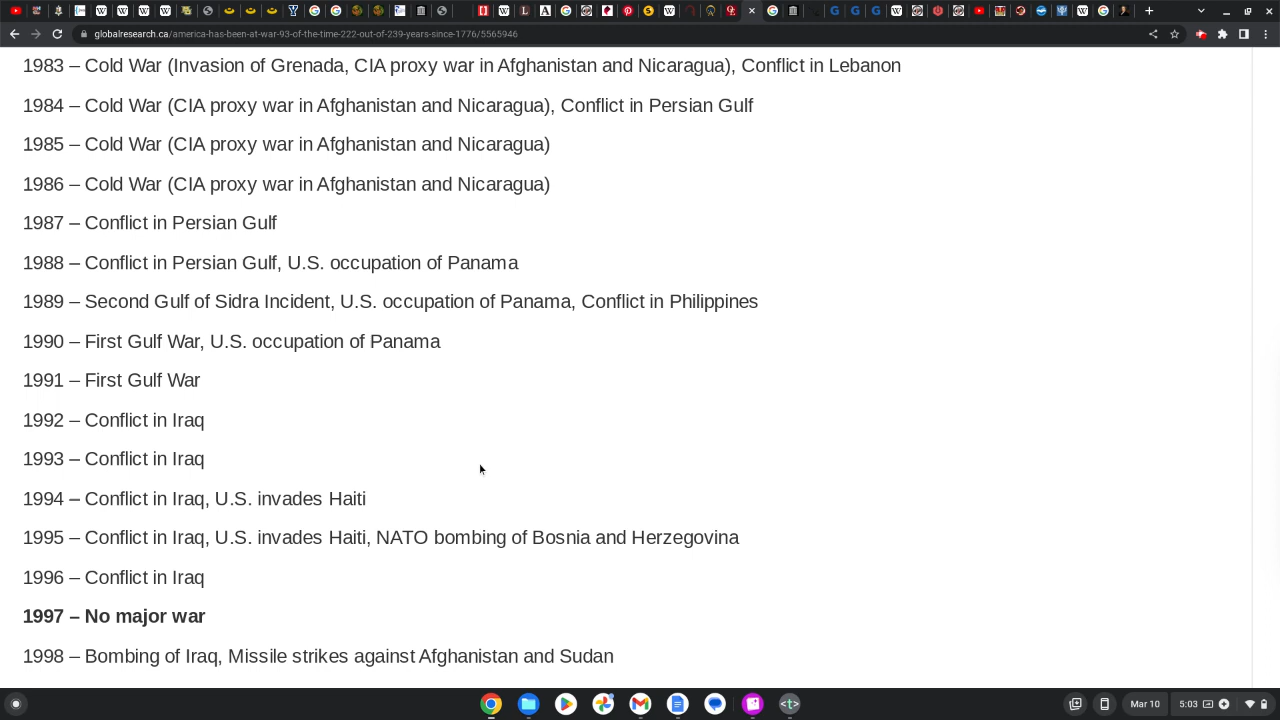 globalresearch.ca/america-has-been-at-war-93-of-the-time-222-out-of-239-years-since-1776/5565946
1983 – Cold War (Invasion of Grenada, CIA proxy war in Afghanistan and Nicaragua), Conflict in Lebanon
1984 – Cold War (CIA proxy war in Afghanistan and Nicaragua), Conflict in Persian Gulf
1985 – Cold War (CIA proxy war in Afghanistan and Nicaragua)
1986 – Cold War (CIA proxy war in Afghanistan and Nicaragua)
1987 – Conflict in Persian Gulf
1988 – Conflict in Persian Gulf, U.S. occupation of Panama
1989 – Second Gulf of Sidra Incident, U.S. occupation of Panama, Conflict in Philippines
1990 – First Gulf War, U.S. occupation of Panama
1991 – First Gulf War
1992 – Conflict in Iraq
1993 – Conflict in Iraq
1994 – Conflict in Iraq, U.S. invades Haiti
1995 – Conflict in Iraq, U.S. invades Haiti, NATO bombing of Bosnia and Herzegovina
1996 – Conflict in Iraq
1997 – No major war
1998 – Bombing of Iraq, Missile strikes against Afghanistan and Sudan
Mar 10 5:03